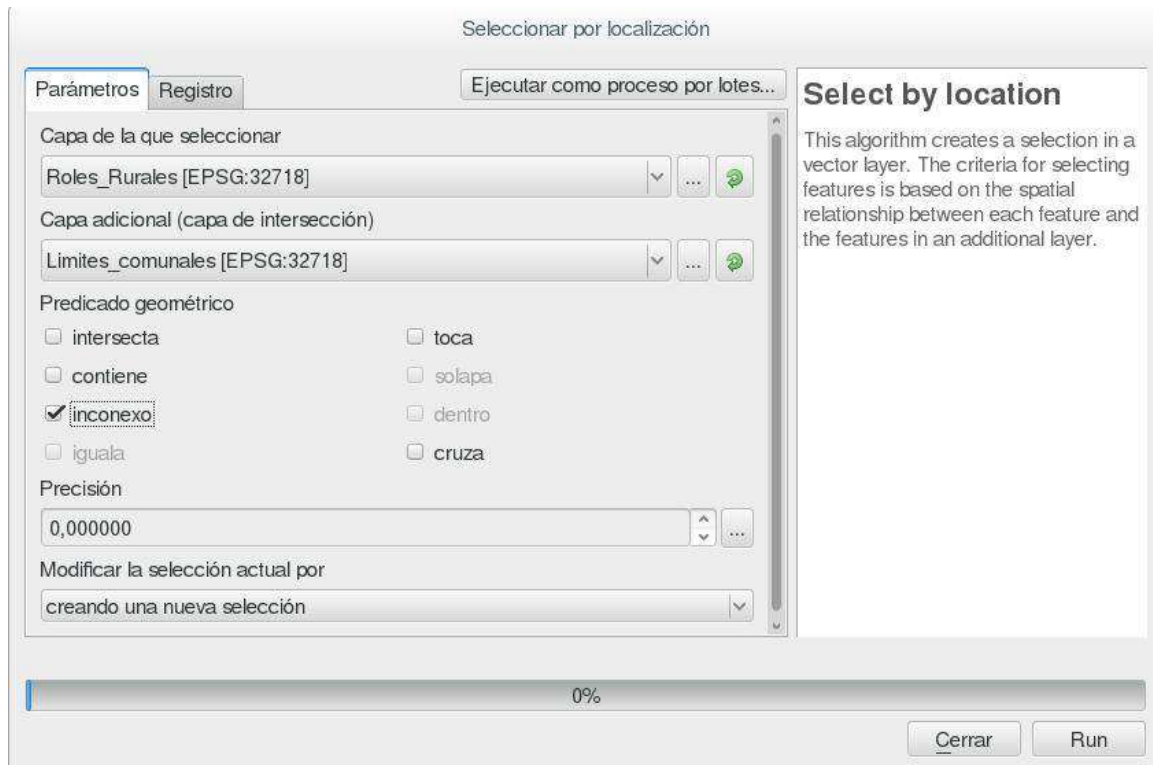 Seleccionar por localización
Parámetros
Registro
Ejecutar como proceso por lotes...
Capa de la que seleccionar
Roles_Rurales [EPSG:32718]
...
Capa adicional (capa de intersección)
Limites_comunales [EPSG:32718]
...
Predicado geométrico
intersecta
toca
contiene
solapa
inconexo
dentro
iguala
cruza
Precisión
0,000000
...
Modificar la selección actual por
creando una nueva selección
Select by location
This algorithm creates a selection in a
vector layer. The criteria for selecting
features is based on the spatial
relationship between each feature and
the features in an additional layer.
0%
Cerrar
Run